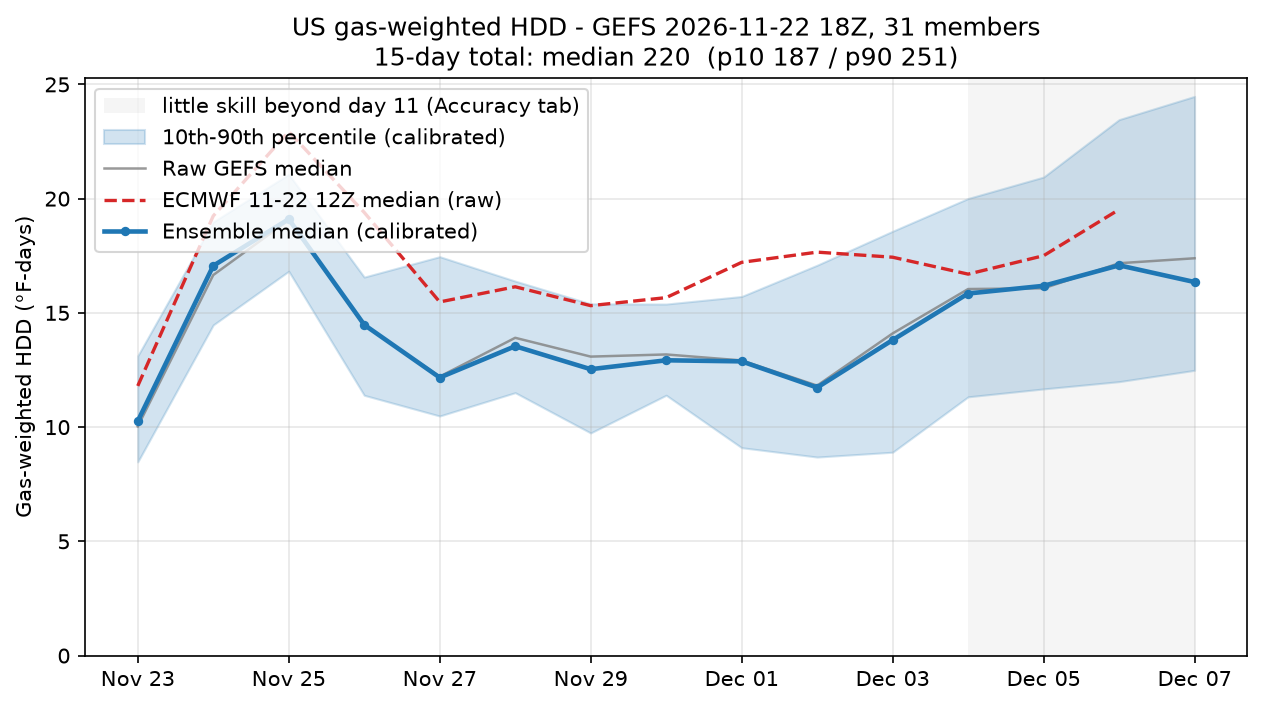 US gas-weighted HDD - GEFS 2026-11-22 18Z, 31 members
15-day total: median 220  (p10 187 / p90 251)
25
20
15
10
5
0
Gas-weighted HDD (°F-days)
little skill beyond day 11 (Accuracy tab)
10th-90th percentile (calibrated)
Raw GEFS median
ECMWF 11-22 12Z median (raw)
Ensemble median (calibrated)
Nov 23
Nov 25
Nov 27
Nov 29
Dec 01
Dec 03
Dec 05
Dec 07